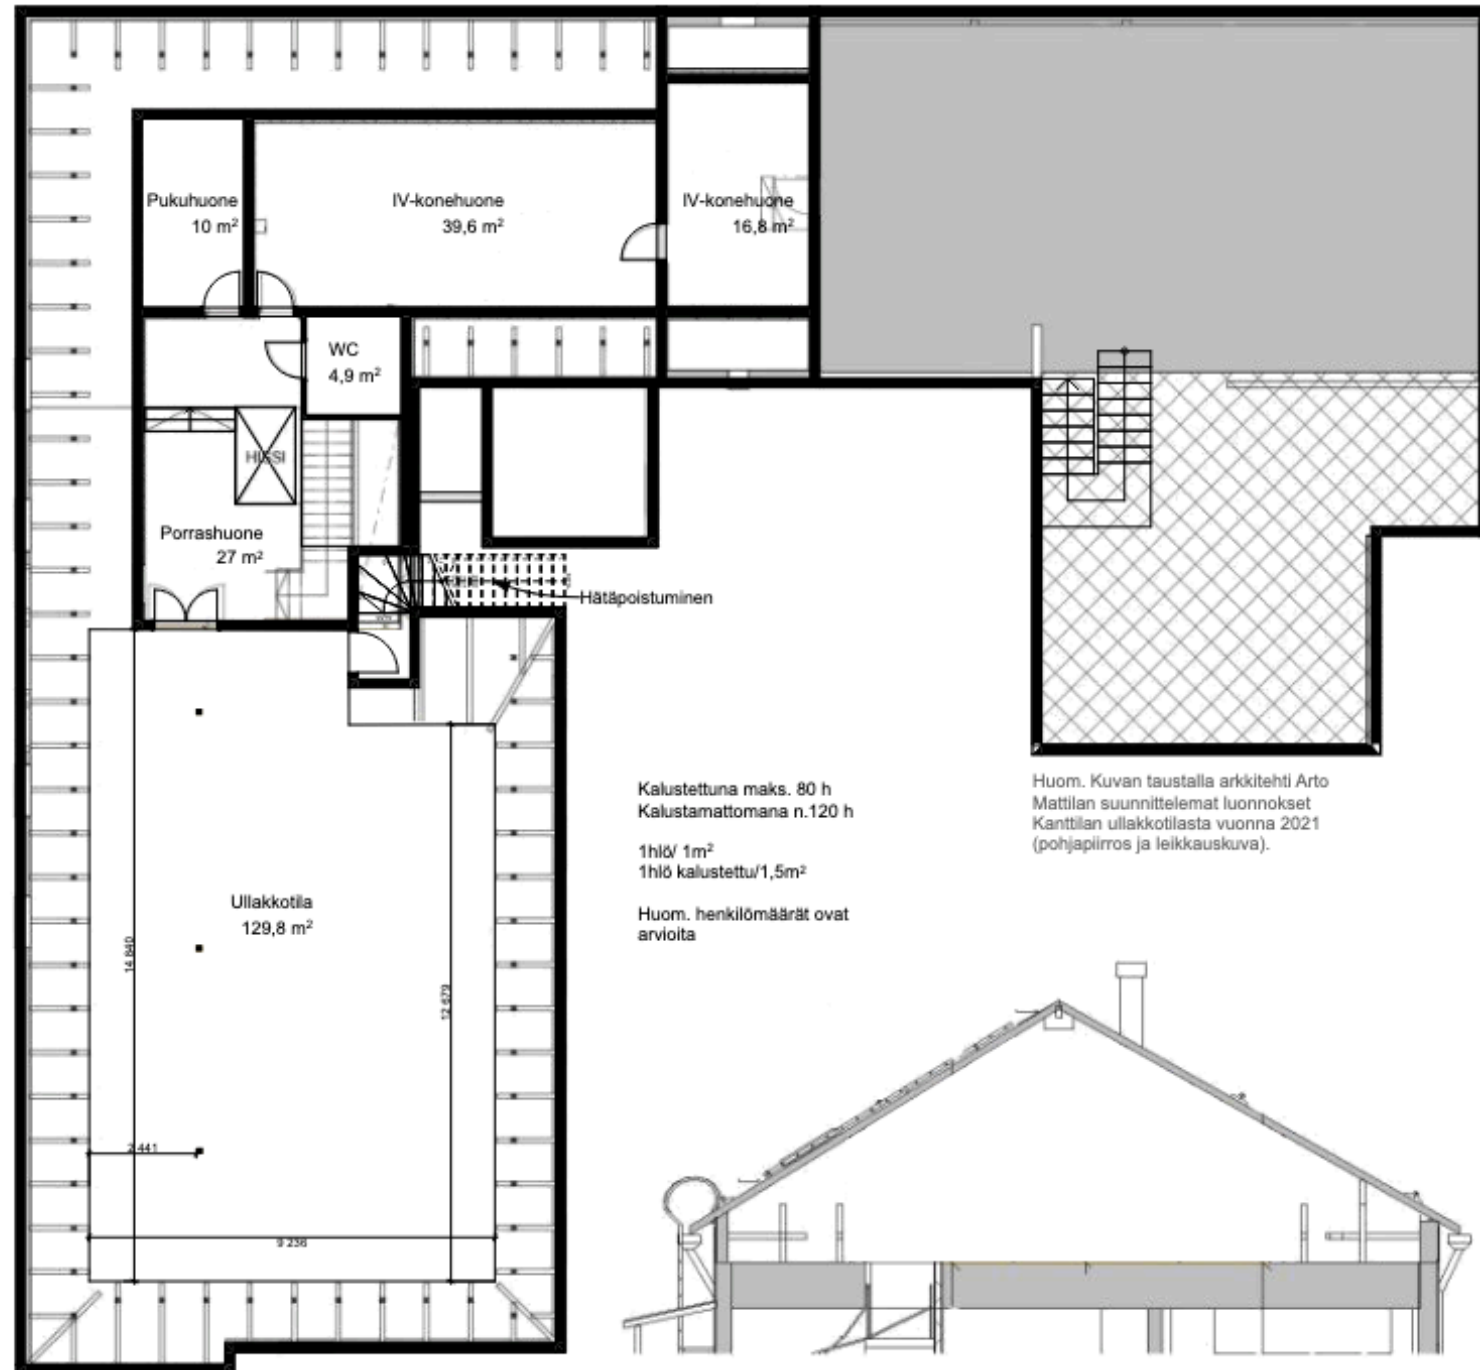 Pukuhuone
10 m²
IV-konehuone
39,6 m²
IV-konehuone
16,8 m²
WC
4,9 m²
HISSI
Porrashuone
27 m²
Hätäpoistuminen
Kalustettuna maks. 80 h
Kalustamattomana n.120 h
1hlö/ 1m²
1hlö kalustettu/1,5m²
Huom. henkilömäärät ovat
arvioita
Huom. Kuvan taustalla arkkitehti Arto
Mattilan suunnittelemat luonnokset
Kanttilan ullakkotilasta vuonna 2021
(pohjapiirros ja leikkauskuva).
Ullakkotila
129,8 m²
14 840
12 679
2 441
9 236